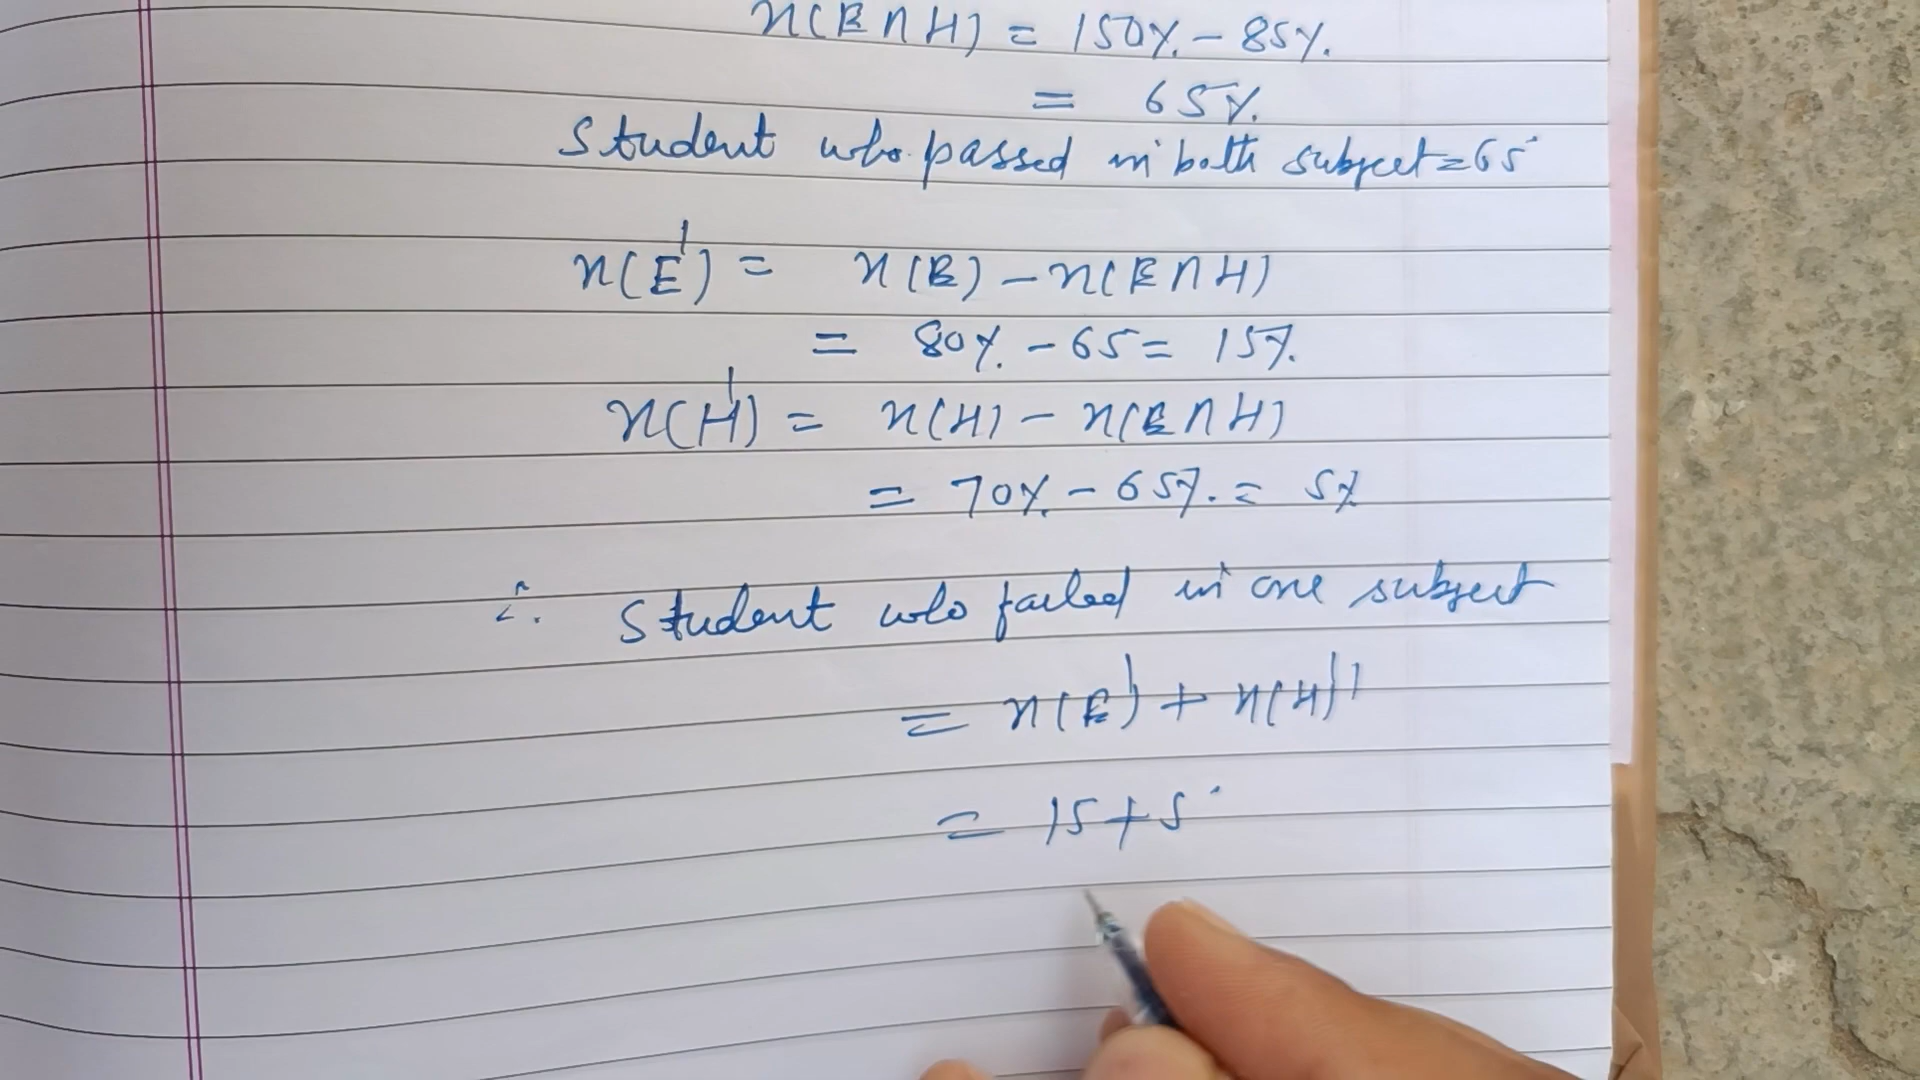 n(E∩H) = 150% - 85%.
= 65%.
Student who passed in both subject = 65
n(E') = n(E) - n(E∩H)
= 80% - 65 = 15%.
n(H') = n(H) - n(E∩H)
= 70% - 65% = 5%
∴ Student who failed in one subject
= n(E') + n(H)'
= 15 + 5